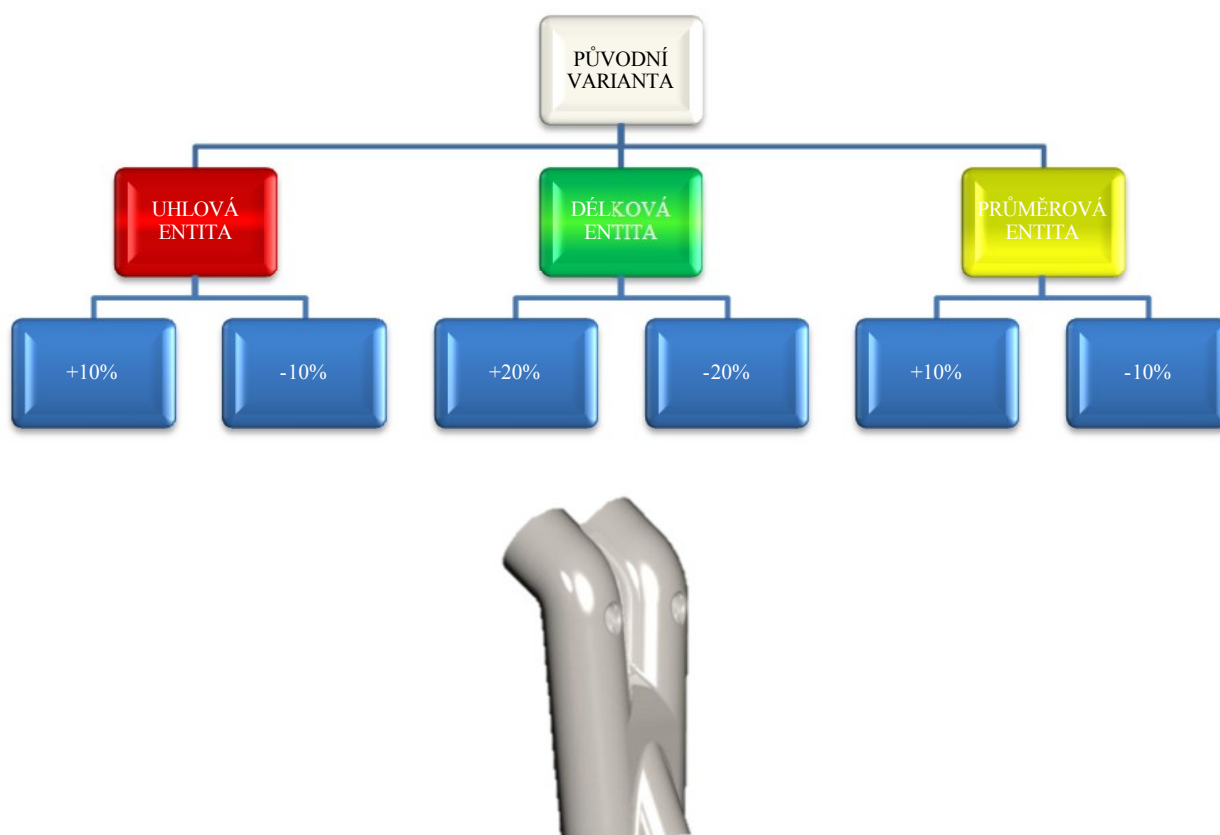 PŮVODNÍ
VARIANTA
UHLOVÁ
ENTITA
DÉLKOVÁ
ENTITA
PRŮMĚROVÁ
ENTITA
+10%
-10%
+20%
-20%
+10%
-10%